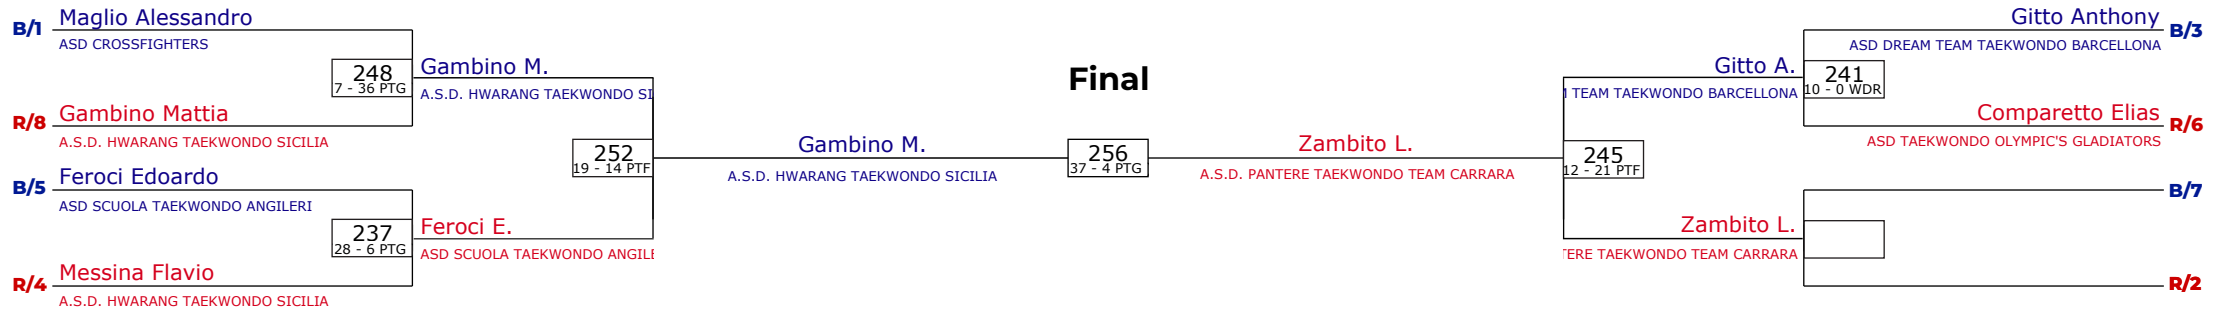 B/1 Maglio Alessandro
ASD CROSSFIGHTERS
248
7 - 36 PTG
Gambino M.
A.S.D. HWARANG TAEKWONDO SI
R/8 Gambino Mattia
A.S.D. HWARANG TAEKWONDO SICILIA
252
19 - 14 PTF
B/5 Feroci Edoardo
ASD SCUOLA TAEKWONDO ANGILERI
237
28 - 6 PTG
Feroci E.
ASD SCUOLA TAEKWONDO ANGILE
R/4 Messina Flavio
A.S.D. HWARANG TAEKWONDO SICILIA
Final
Gambino M.
A.S.D. HWARANG TAEKWONDO SICILIA
256
37 - 4 PTG
Zambito L.
A.S.D. PANTERE TAEKWONDO TEAM CARRARA
Gitto Anthony B/3
ASD DREAM TEAM TAEKWONDO BARCELLONA
Gitto A.
TEAM TAEKWONDO BARCELLONA
241
10 - 0 WDR
Comparetto Elias R/6
ASD TAEKWONDO OLYMPIC'S GLADIATORS
245
12 - 21 PTF
B/7
Zambito L.
TERE TAEKWONDO TEAM CARRARA
R/2